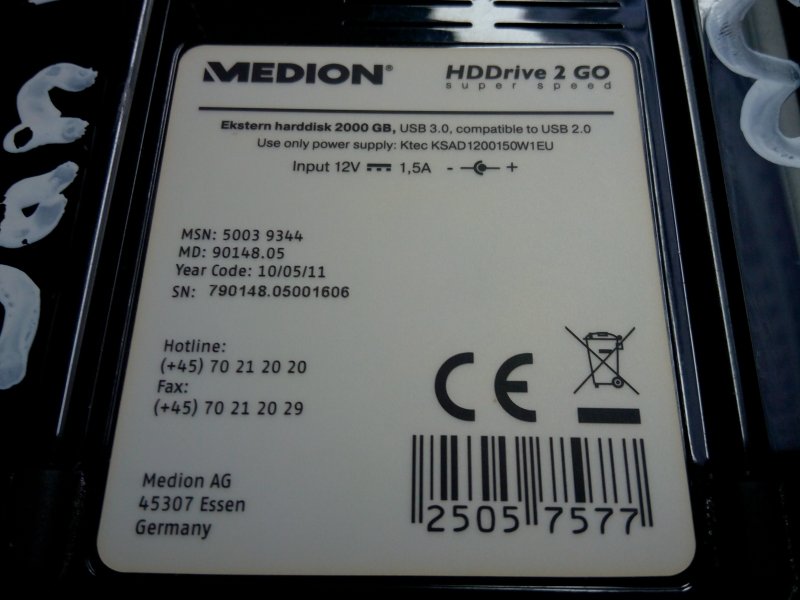 MEDION®
HDDrive 2 GO
super speed
Ekstern harddisk 2000 GB, USB 3.0, compatible to USB 2.0
Use only power supply: Ktec KSAD1200150W1EU
Input 12V 1,5A - +
MSN: 5003 9344
MD: 90148.05
Year Code: 10/05/11
SN: 790148.05001606
Hotline:
(+45) 70 21 20 20
Fax:
(+45) 70 21 20 29
CE
Medion AG
45307 Essen
Germany
2505 7577